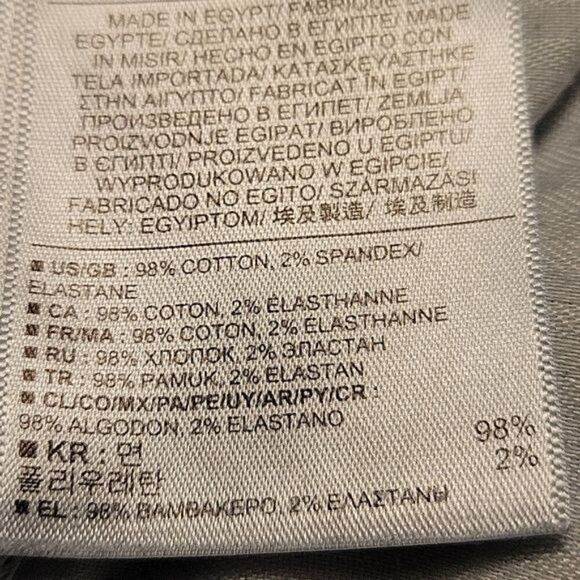 MADE IN EGYPT/ FABRIQUÉ EN
EGYPTE/ СДЕЛАНО В ЕГИПТЕ/ MADE
IN MISIR/ HECHO EN EGIPTO CON
TELA IMPORTADA/ ΚΑΤΑΣΚΕΥΑΣΤΗΚΕ
ΣΤΗΝ ΑΙΓΥΠΤΟ/ FABRICAT ÎN EGIPT/
ПРОИЗВЕДЕНО В ЕГИПЕТ/ ZEMLJA
PROIZVODNJE EGIPAT/ ВИРОБЛЕНО
В ЄГИПТІ/ PROIZVEDENO U EGIPTU/
WYPRODUKOWANO W EGIPCIE/
FABRICADO NO EGITO/ SZÁRMAZÁSI
HELY: EGYIPTOM/ 埃及製造/ 埃及制造
US/GB : 98% COTTON, 2% SPANDEX/
ELASTANE
CA : 98% COTON, 2% ÉLASTHANNE
FR/MA : 98% COTON, 2% ÉLASTHANNE
RU : 98% ХЛОПОК, 2% ЭЛАСТАН
TR : 98% PAMUK, 2% ELASTAN
CL/CO/MX/PA/PE/UY/AR/PY/CR :
98% ALGODON, 2% ELASTANO
KR : 면 98%
폴리우레탄 2%
EL : 98% ΒΑΜΒΑΚΕΡΟ, 2% ΕΛΑΣΤΑΝΗ